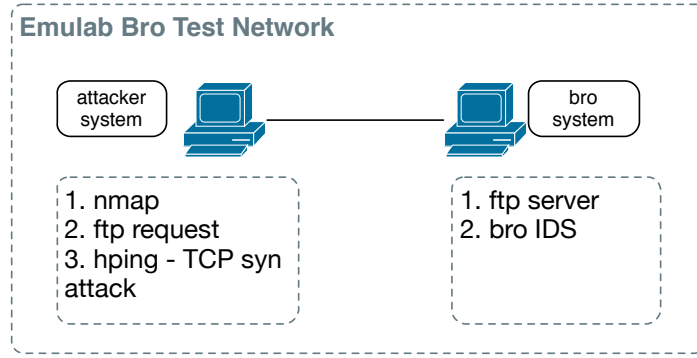 Emulab Bro Test Network
attacker
system
bro
system
1. nmap
2. ftp request
3. hping - TCP syn
attack
1. ftp server
2. bro IDS